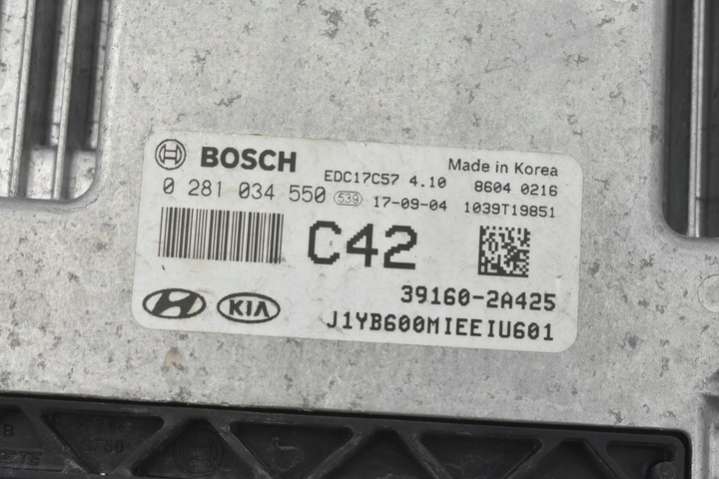 BOSCH
EDC17C57 4.10
Made in Korea
8604 0216
0 281 034 550 539 17-09-04 1039T19851
C42
HYUNDAI KIA
39160-2A425
J1YB600MIEEIU601